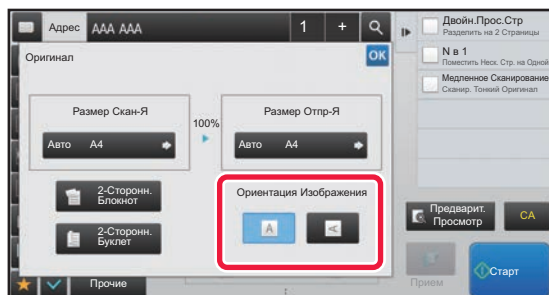 Адрес AAA AAA 1 +
Оригинал OK
Размер Скан-Я
Авто A4
100%
Размер Отпр-Я
Авто A4
2-Сторонн.
Блокнот
2-Сторонн.
Буклет
Ориентация Изображения
A A
Прочие
Двойн.Прос.Стр
Разделить на 2 Страницы
N в 1
Поместить Неск. Стр. на Одной
Медленное Сканирование
Сканир. Тонкий Оригинал
Предварит.
Просмотр
CA
Прием
Старт